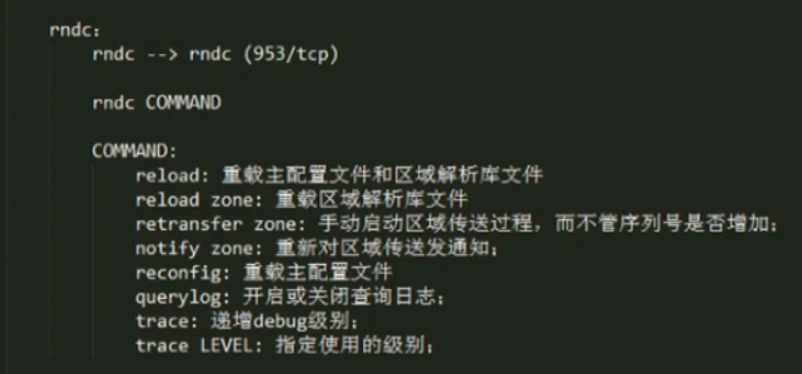 rndc:
rndc --> rndc (953/tcp)
rndc COMMAND
COMMAND:
reload: 重载主配置文件和区域解析库文件
reload zone: 重载区域解析库文件
retransfer zone: 手动启动区域传送过程，而不管序列号是否增加;
notify zone: 重新对区域传送发通知;
reconfig: 重载主配置文件
querylog: 开启或关闭查询日志;
trace: 递增debug级别;
trace LEVEL: 指定使用的级别;